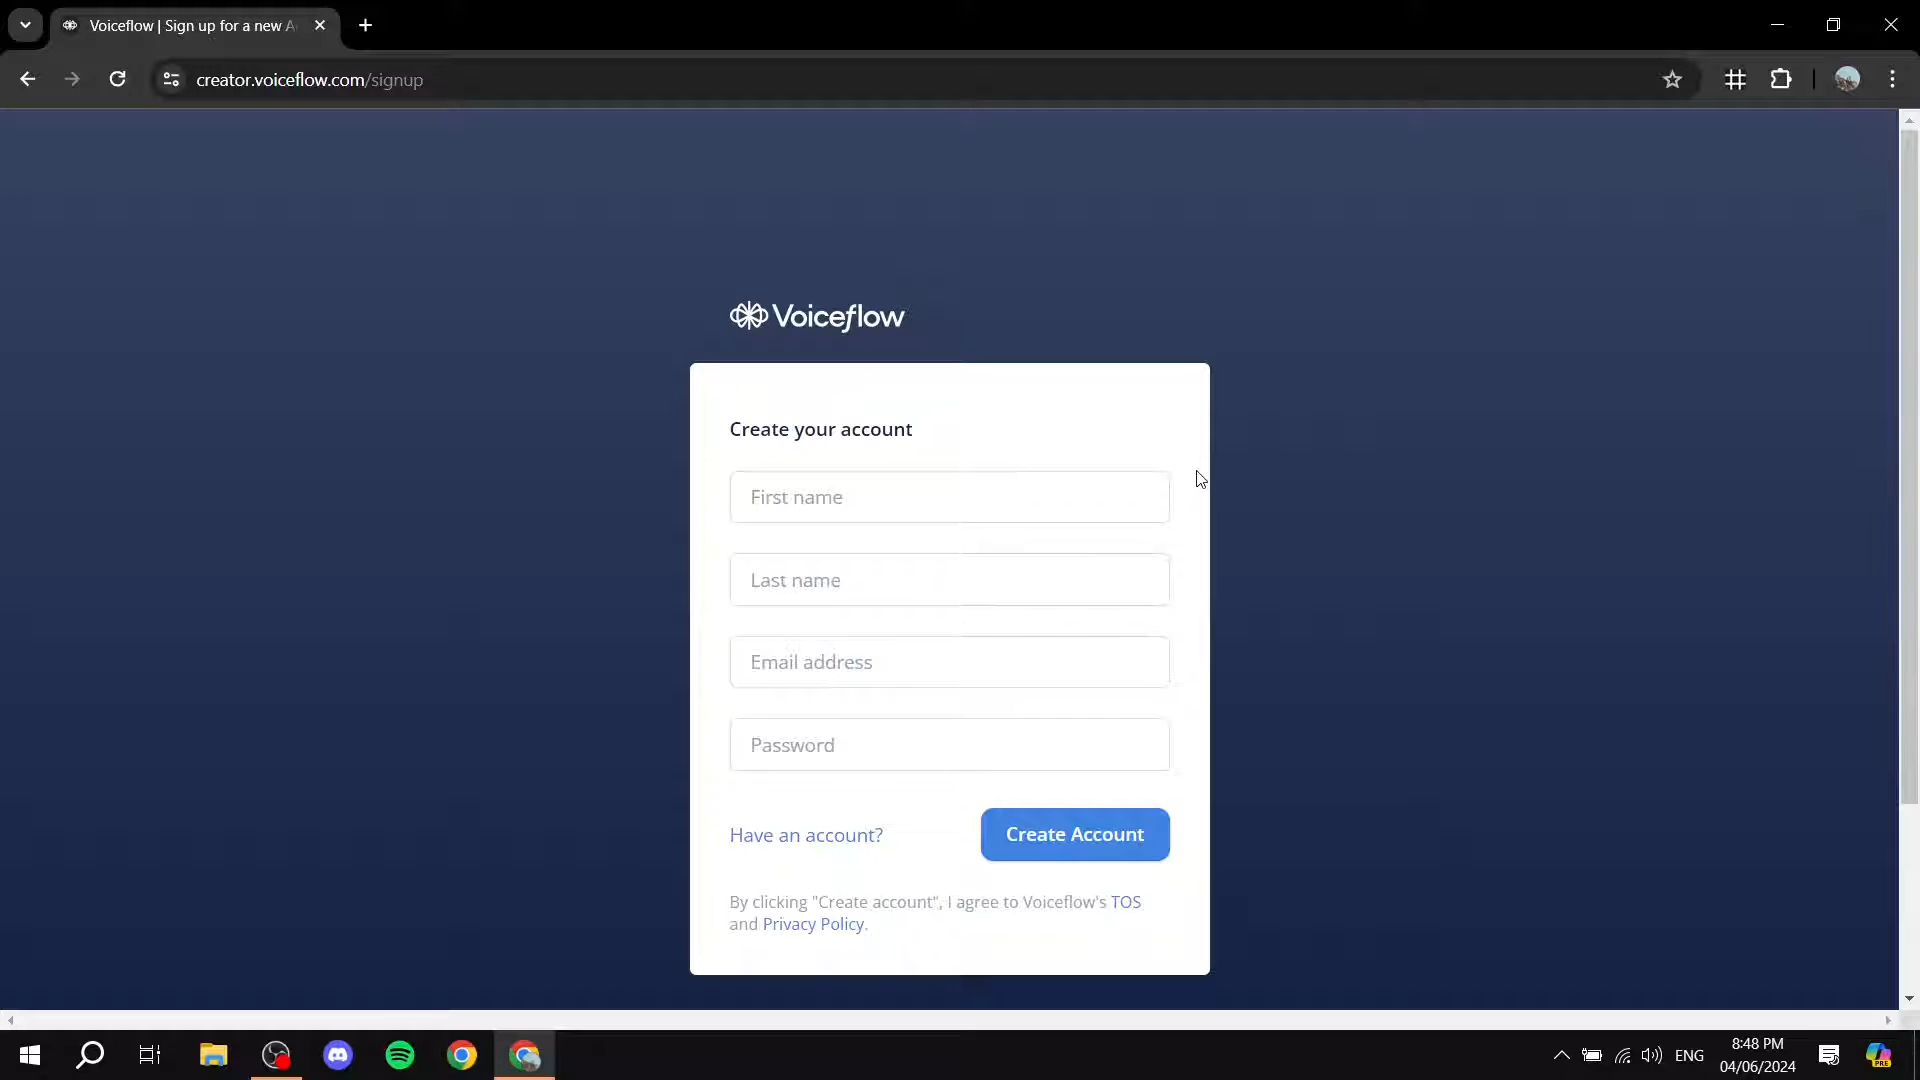 Voiceflow | Sign up for a new A
creator.voiceflow.com/signup
Voiceflow
Create your account
First name
Last name
Email address
Password
Have an account?
Create Account
By clicking "Create account", I agree to Voiceflow's TOS
and Privacy Policy.
ENG
8:48 PM
04/06/2024
PRE